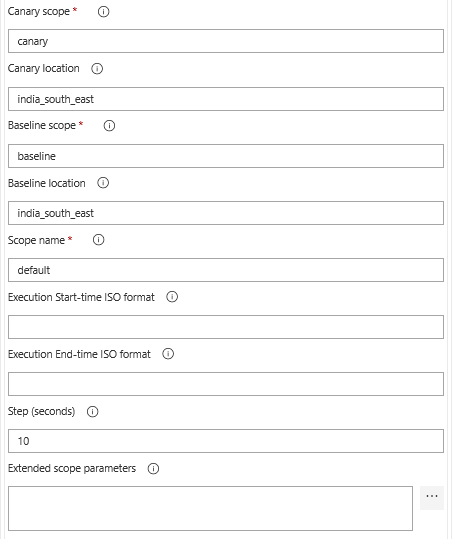 Canary scope *
canary
Canary location
india_south_east
Baseline scope *
baseline
Baseline location
india_south_east
Scope name *
default
Execution Start-time ISO format
Execution End-time ISO format
Step (seconds)
10
Extended scope parameters
...